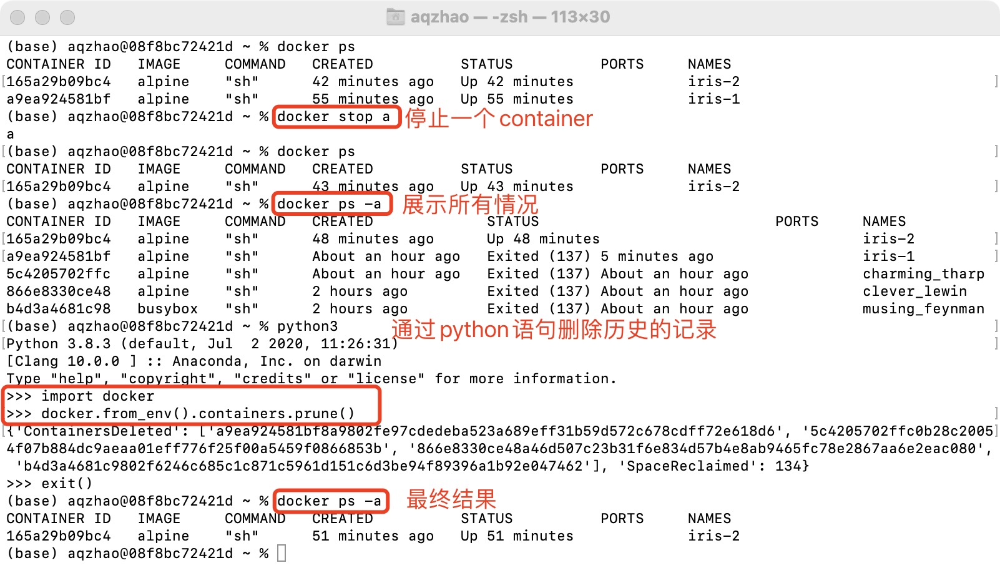 aqzhao — -zsh — 113×30
(base) aqzhao@08f8bc72421d ~ % docker ps
CONTAINER ID   IMAGE     COMMAND   CREATED          STATUS          PORTS     NAMES
165a29b09bc4   alpine    "sh"      42 minutes ago   Up 42 minutes             iris-2
a9ea924581bf   alpine    "sh"      55 minutes ago   Up 55 minutes             iris-1
(base) aqzhao@08f8bc72421d ~ % docker stop a 停止一个container
a
(base) aqzhao@08f8bc72421d ~ % docker ps
CONTAINER ID   IMAGE     COMMAND   CREATED          STATUS          PORTS     NAMES
165a29b09bc4   alpine    "sh"      43 minutes ago   Up 43 minutes             iris-2
(base) aqzhao@08f8bc72421d ~ % docker ps -a 展示所有情况
CONTAINER ID   IMAGE     COMMAND   CREATED             STATUS                           PORTS     NAMES
165a29b09bc4   alpine    "sh"      48 minutes ago      Up 48 minutes                              iris-2
a9ea924581bf   alpine    "sh"      About an hour ago   Exited (137) 5 minutes ago                 iris-1
5c4205702ffc   alpine    "sh"      About an hour ago   Exited (137) About an hour ago             charming_tharp
866e8330ce48   alpine    "sh"      2 hours ago         Exited (137) About an hour ago             clever_lewin
b4d3a4681c98   busybox   "sh"      2 hours ago         Exited (137) About an hour ago             musing_feynman
(base) aqzhao@08f8bc72421d ~ % python3 通过python语句删除历史的记录
Python 3.8.3 (default, Jul  2 2020, 11:26:31)
[Clang 10.0.0 ] :: Anaconda, Inc. on darwin
Type "help", "copyright", "credits" or "license" for more information.
>>> import docker
>>> docker.from_env().containers.prune()
{'ContainersDeleted': ['a9ea924581bf8a9802fe97cdedeba523a689eff31b59d572c678cdff72e618d6', '5c4205702ffc0b28c2005
4f07b884dc9aeaa01eff776f25f00a5459f0866853b', '866e8330ce48a46d507c23b31f6e834d57b4e8ab9465fc78e2867aa6e2eac080',
 'b4d3a4681c9802f6246c685c1c871c5961d151c6d3be94f89396a1b92e047462'], 'SpaceReclaimed': 134}
>>> exit()
(base) aqzhao@08f8bc72421d ~ % docker ps -a 最终结果
CONTAINER ID   IMAGE     COMMAND   CREATED          STATUS          PORTS     NAMES
165a29b09bc4   alpine    "sh"      51 minutes ago   Up 51 minutes             iris-2
(base) aqzhao@08f8bc72421d ~ %